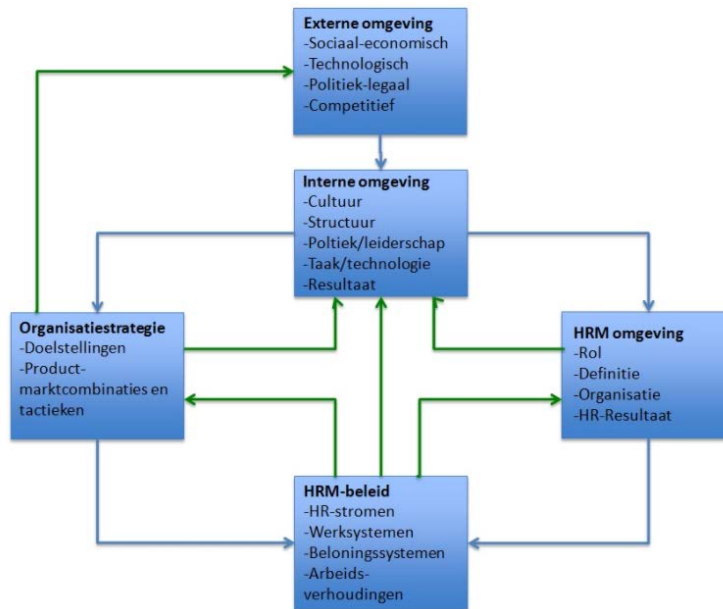 Externe omgeving
-Sociaal-economisch
-Technologisch
-Politiek-legaal
-Competitief
Interne omgeving
-Cultuur
-Structuur
-Poltiek/leiderschap
-Taak/technologie
-Resultaat
Organisatiestrategie
-Doelstellingen
-Product-
marktcombinaties en
tactieken
HRM omgeving
-Rol
-Definitie
-Organisatie
-HR-Resultaat
HRM-beleid
-HR-stromen
-Werksystemen
-Beloningssystemen
-Arbeids-
verhoudingen